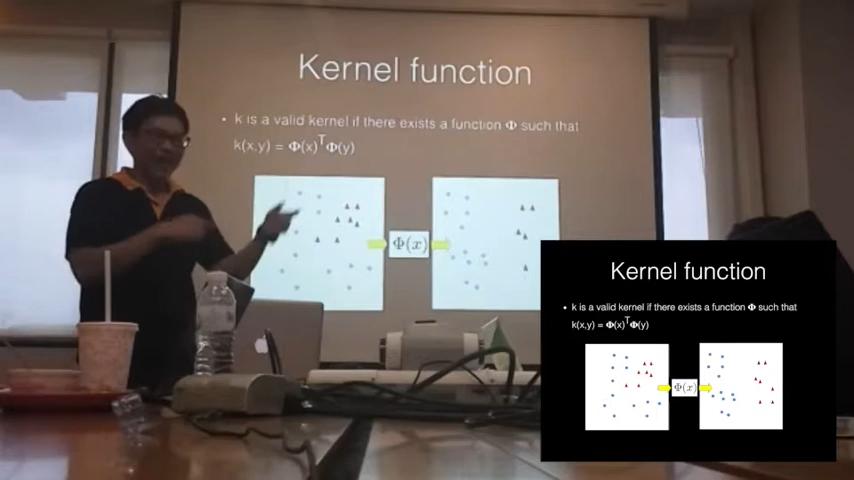 Kernel function
• k is a valid kernel if there exists a function Φ such that
k(x,y) = Φ(x)ᵀΦ(y)
Φ(x)
Kernel function
• k is a valid kernel if there exists a function Φ such that
k(x,y) = Φ(x)ᵀΦ(y)
Φ(x)